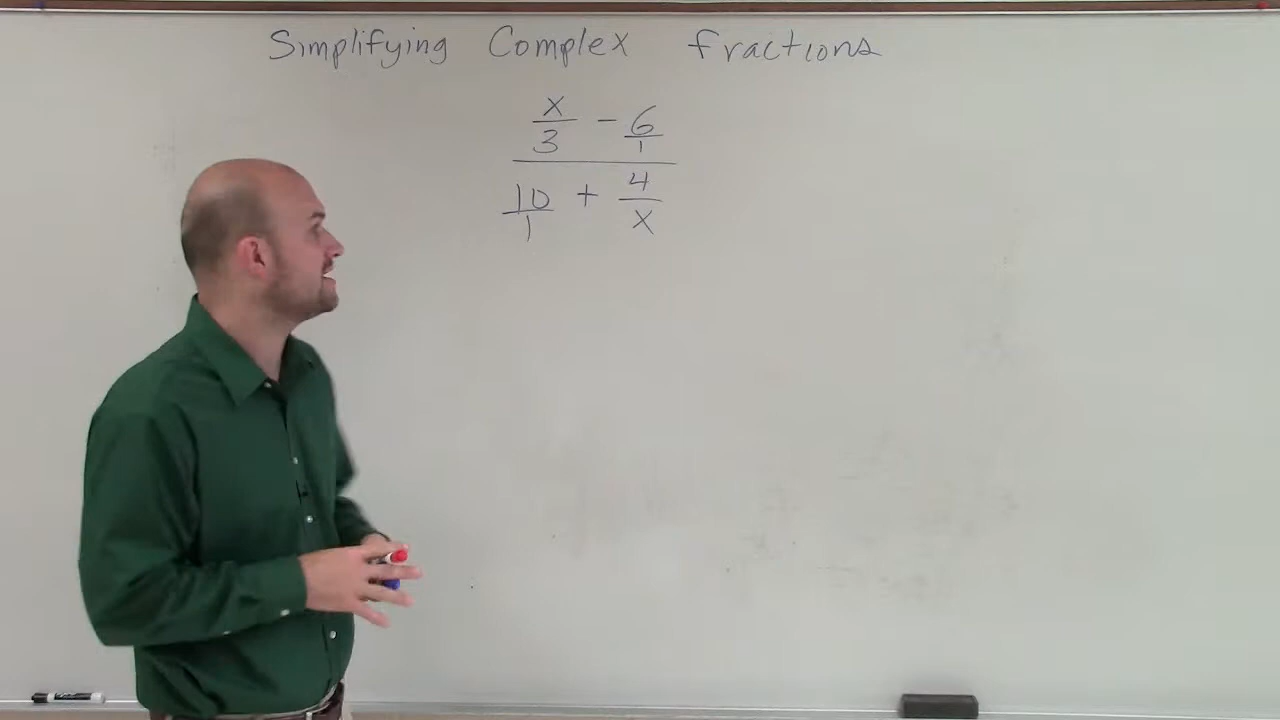 Simplifying Complex fractions
x/3 - 6/1
10/1 + 4/x